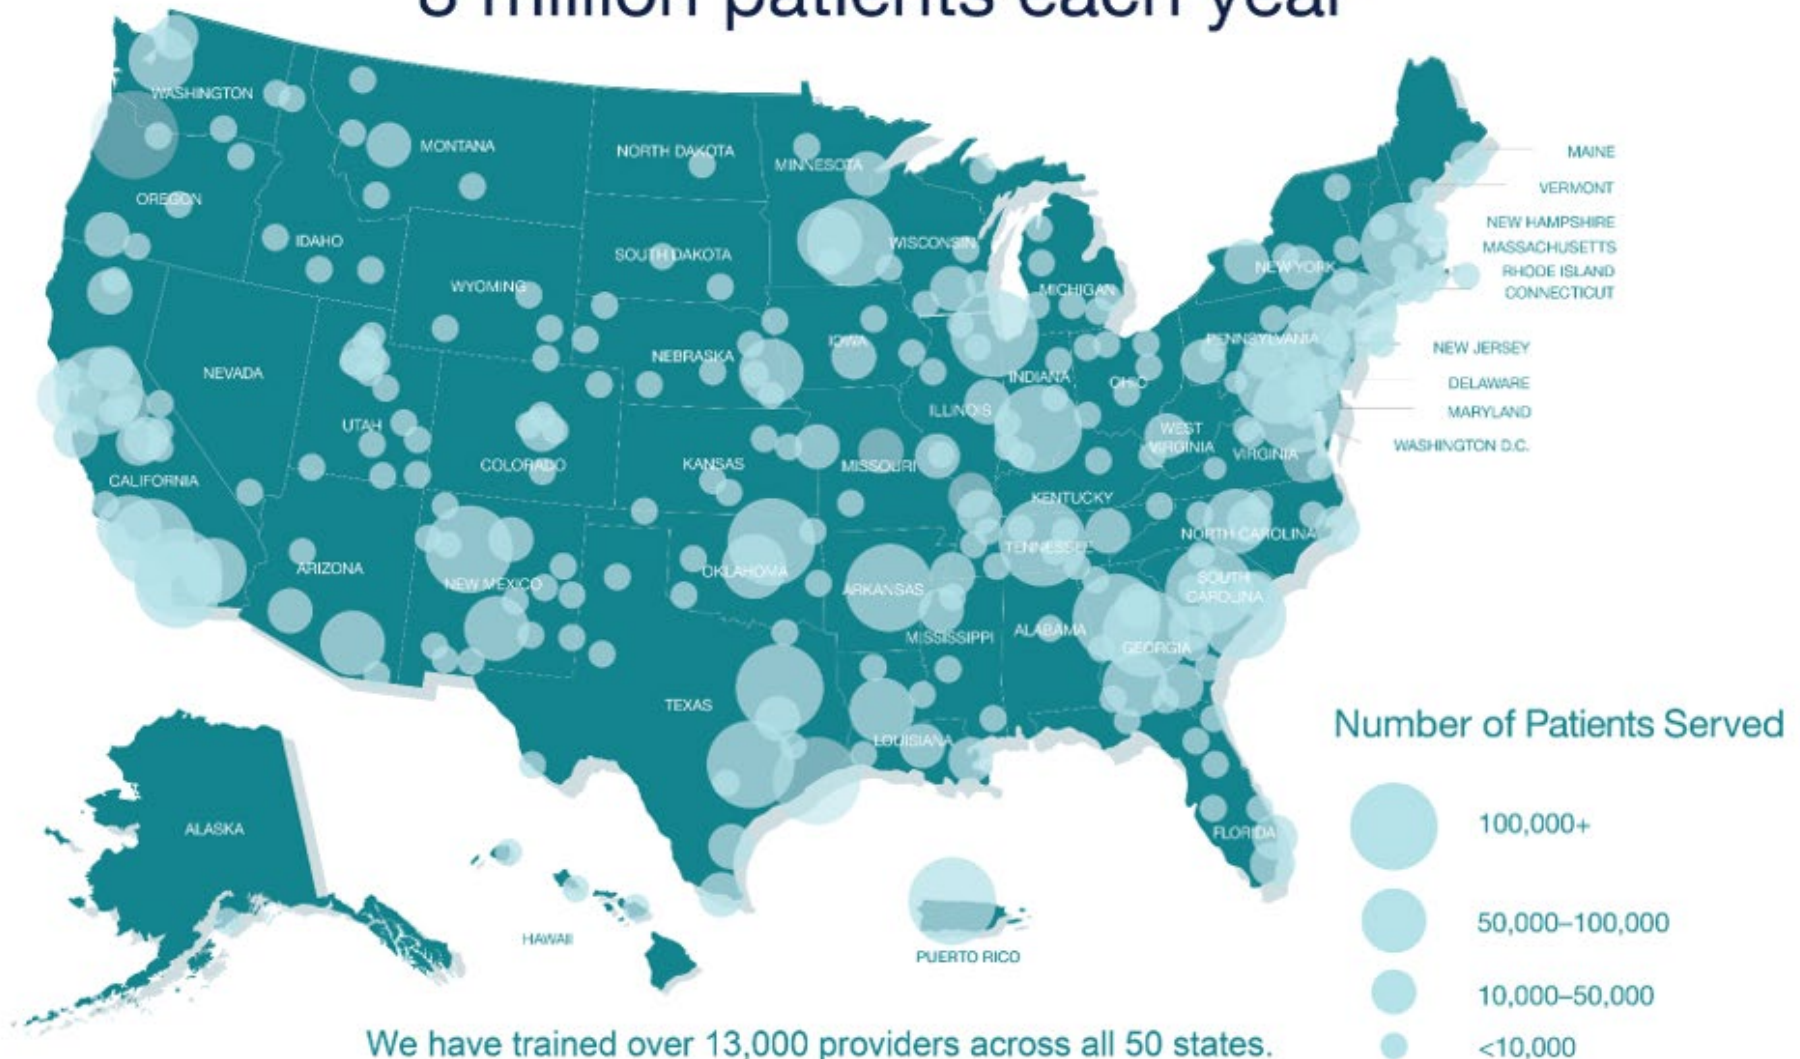 8 million patients each year
WASHINGTON
MONTANA
NORTH DAKOTA
MINNESOTA
MAINE
VERMONT
OREGON
IDAHO
SOUTH DAKOTA
WISCONSIN
NEW HAMPSHIRE
MASSACHUSETTS
NEW YORK
RHODE ISLAND
WYOMING
MICHIGAN
CONNECTICUT
NEVADA
NEBRASKA
IOWA
PENNSYLVANIA
NEW JERSEY
INDIANA
OHIO
DELAWARE
UTAH
ILLINOIS
MARYLAND
COLORADO
KANSAS
MISSOURI
WEST
VIRGINIA
VIRGINIA
WASHINGTON D.C.
CALIFORNIA
KENTUCKY
NORTH CAROLINA
ARIZONA
NEW MEXICO
OKLAHOMA
ARKANSAS
TENNESSEE
SOUTH
CAROLINA
MISSISSIPPI
ALABAMA
GEORGIA
TEXAS
LOUISIANA
FLORIDA
ALASKA
HAWAII
PUERTO RICO
Number of Patients Served
100,000+
50,000–100,000
10,000–50,000
<10,000
We have trained over 13,000 providers across all 50 states.